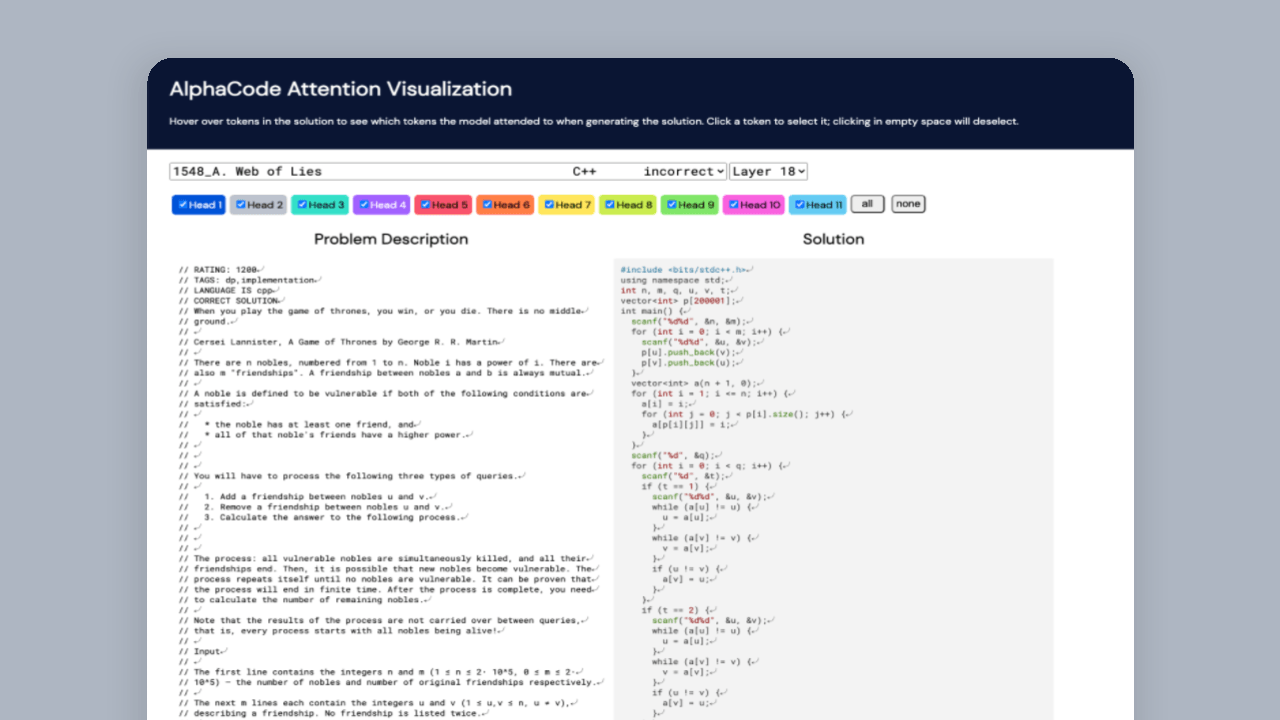 AlphaCode Attention Visualization
Hover over tokens in the solution to see which tokens the model attended to when generating the solution. Click a token to select it; clicking in empty space will deselect.
1548_A. Web of Lies C++ incorrect Layer 18
Head 1 Head 2 Head 3 Head 4 Head 5 Head 6 Head 7 Head 8 Head 9 Head 10 Head 11 all none
Problem Description
// RATING: 1200↵
// TAGS: dp,implementation↵
// LANGUAGE IS cpp↵
// CORRECT SOLUTION↵
// When you play the game of thrones, you win, or you die. There is no middle↵
// ground.↵
// ↵
// Cersei Lannister, A Game of Thrones by George R. R. Martin↵
// ↵
// There are n nobles, numbered from 1 to n. Noble i has a power of i. There are↵
// also m "friendships". A friendship between nobles a and b is always mutual.↵
// ↵
// A noble is defined to be vulnerable if both of the following conditions are↵
// satisfied:↵
// ↵
//   * the noble has at least one friend, and↵
//   * all of that noble's friends have a higher power.↵
// ↵
// ↵
// ↵
// You will have to process the following three types of queries.↵
// ↵
//   1. Add a friendship between nobles u and v.↵
//   2. Remove a friendship between nobles u and v.↵
//   3. Calculate the answer to the following process.↵
// ↵
// ↵
// ↵
// The process: all vulnerable nobles are simultaneously killed, and all their↵
// friendships end. Then, it is possible that new nobles become vulnerable. The↵
// process repeats itself until no nobles are vulnerable. It can be proven that↵
// the process will end in finite time. After the process is complete, you need↵
// to calculate the number of remaining nobles.↵
// ↵
// Note that the results of the process are not carried over between queries,↵
// that is, every process starts with all nobles being alive!↵
// ↵
// Input↵
// ↵
// The first line contains the integers n and m (1 ≤ n ≤ 2⋅ 10^5, 0 ≤ m ≤ 2⋅↵
// 10^5) — the number of nobles and number of original friendships respectively.↵
// ↵
// The next m lines each contain the integers u and v (1 ≤ u,v ≤ n, u ≠ v),↵
// describing a friendship. No friendship is listed twice.↵
Solution
#include <bits/stdc++.h>↵
using namespace std;↵
int n, m, q, u, v, t;↵
vector<int> p[200001];↵
int main() {↵
  scanf("%d%d", &n, &m);↵
  for (int i = 0; i < m; i++) {↵
    scanf("%d%d", &u, &v);↵
    p[u].push_back(v);↵
    p[v].push_back(u);↵
  }↵
  vector<int> a(n + 1, 0);↵
  for (int i = 1; i <= n; i++) {↵
    a[i] = i;↵
    for (int j = 0; j < p[i].size(); j++) {↵
      a[p[i][j]] = i;↵
    }↵
  }↵
  scanf("%d", &q);↵
  for (int i = 0; i < q; i++) {↵
    scanf("%d", &t);↵
    if (t == 1) {↵
      scanf("%d%d", &u, &v);↵
      while (a[u] != u) {↵
        u = a[u];↵
      }↵
      while (a[v] != v) {↵
        v = a[v];↵
      }↵
      if (u != v) {↵
        a[v] = u;↵
      }↵
    }↵
    if (t == 2) {↵
      scanf("%d%d", &u, &v);↵
      while (a[u] != u) {↵
        u = a[u];↵
      }↵
      while (a[v] != v) {↵
        v = a[v];↵
      }↵
      if (u != v) {↵
        a[v] = u;↵
      }↵